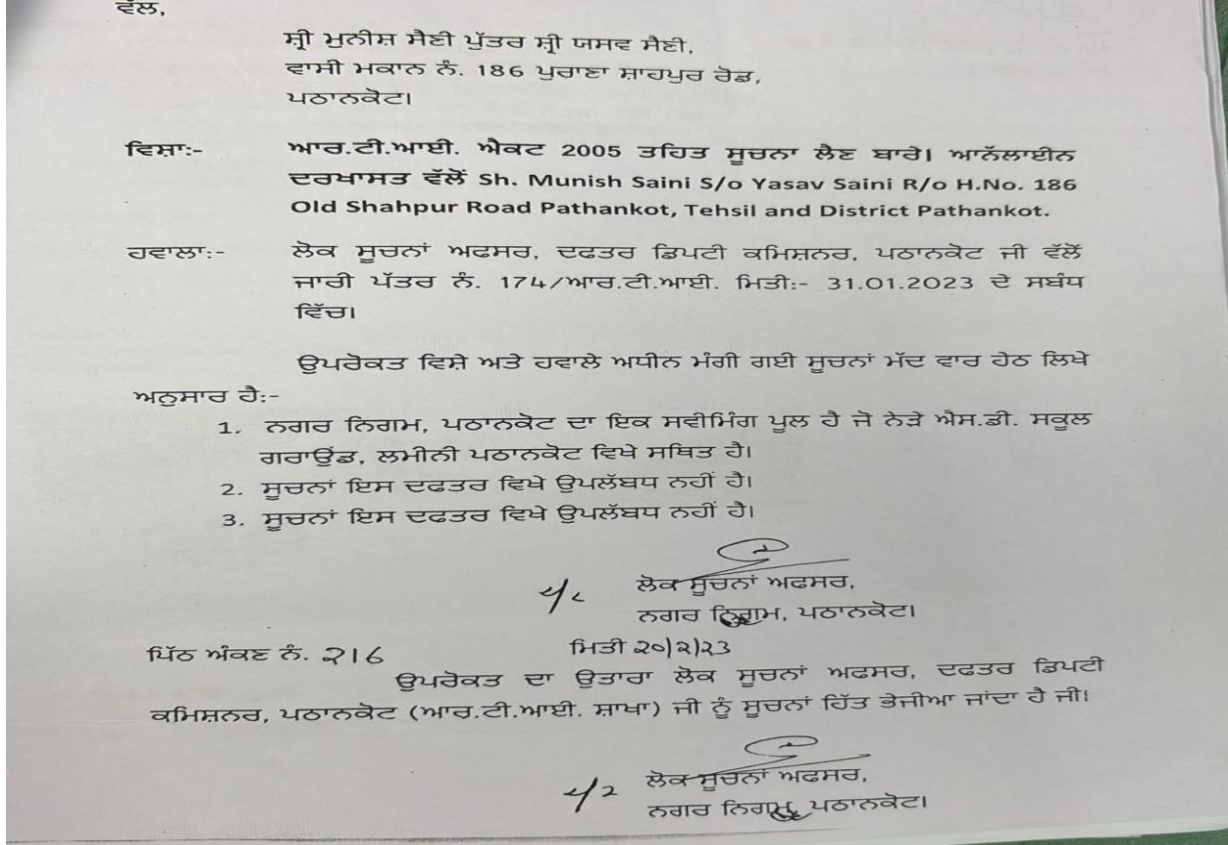 ਵੱਲ,
ਸ਼੍ਰੀ ਮੁਨੀਸ਼ ਸੈਣੀ ਪੁੱਤਰ ਸ਼੍ਰੀ ਯਸਵ ਸੈਣੀ,
ਵਾਸੀ ਮਕਾਨ ਨੰ. 186 ਪੁਰਾਣਾ ਸ਼ਾਹਪੁਰ ਰੋਡ,
ਪਠਾਨਕੋਟ।
ਵਿਸ਼ਾ:- ਆਰ.ਟੀ.ਆਈ. ਐਕਟ 2005 ਤਹਿਤ ਸੂਚਨਾ ਲੈਣ ਬਾਰੇ। ਆਨੱਲਾਈਨ
ਦਰਖਾਸਤ ਵੱਲੋਂ Sh. Munish Saini S/o Yasav Saini R/o H.No. 186
Old Shahpur Road Pathankot, Tehsil and District Pathankot.
ਹਵਾਲਾ:- ਲੋਕ ਸੂਚਨਾਂ ਅਫਸਰ, ਦਫਤਰ ਡਿਪਟੀ ਕਮਿਸ਼ਨਰ, ਪਠਾਨਕੋਟ ਜੀ ਵੱਲੋਂ
ਜਾਰੀ ਪੱਤਰ ਨੰ. 174/ਆਰ.ਟੀ.ਆਈ. ਮਿਤੀ:- 31.01.2023 ਦੇ ਸਬੰਧ
ਵਿੱਚ।
ਉਪਰੋਕਤ ਵਿਸ਼ੇ ਅਤੇ ਹਵਾਲੇ ਅਧੀਨ ਮੰਗੀ ਗਈ ਸੂਚਨਾਂ ਮੱਦ ਵਾਰ ਹੇਠ ਲਿਖੇ
ਅਨੁਸਾਰ ਹੈ:-
1. ਨਗਰ ਨਿਗਮ, ਪਠਾਨਕੋਟ ਦਾ ਇਕ ਸਵੀਮਿੰਗ ਪੂਲ ਹੈ ਜੋ ਨੇੜੇ ਐਸ.ਡੀ. ਸਕੂਲ
ਗਰਾਊਂਡ, ਲਮੀਨੀ ਪਠਾਨਕੋਟ ਵਿਖੇ ਸਥਿਤ ਹੈ।
2. ਸੂਚਨਾਂ ਇਸ ਦਫਤਰ ਵਿਖੇ ਉਪਲੱਬਧ ਨਹੀਂ ਹੈ।
3. ਸੂਚਨਾਂ ਇਸ ਦਫਤਰ ਵਿਖੇ ਉਪਲੱਬਧ ਨਹੀਂ ਹੈ।
ਲੋਕ ਸੂਚਨਾਂ ਅਫਸਰ,
ਨਗਰ ਨਿਗਮ, ਪਠਾਨਕੋਟ।
ਪਿੱਠ ਅੰਕਣ ਨੰ. 216 ਮਿਤੀ 20/2/23
ਉਪਰੋਕਤ ਦਾ ਉਤਾਰਾ ਲੋਕ ਸੂਚਨਾਂ ਅਫਸਰ, ਦਫਤਰ ਡਿਪਟੀ
ਕਮਿਸ਼ਨਰ, ਪਠਾਨਕੋਟ (ਆਰ.ਟੀ.ਆਈ. ਸ਼ਾਖਾ) ਜੀ ਨੂੰ ਸੂਚਨਾਂ ਹਿੱਤ ਭੇਜੀਆ ਜਾਂਦਾ ਹੈ ਜੀ।
ਲੋਕ ਸੂਚਨਾਂ ਅਫਸਰ,
ਨਗਰ ਨਿਗਮ, ਪਠਾਨਕੋਟ।